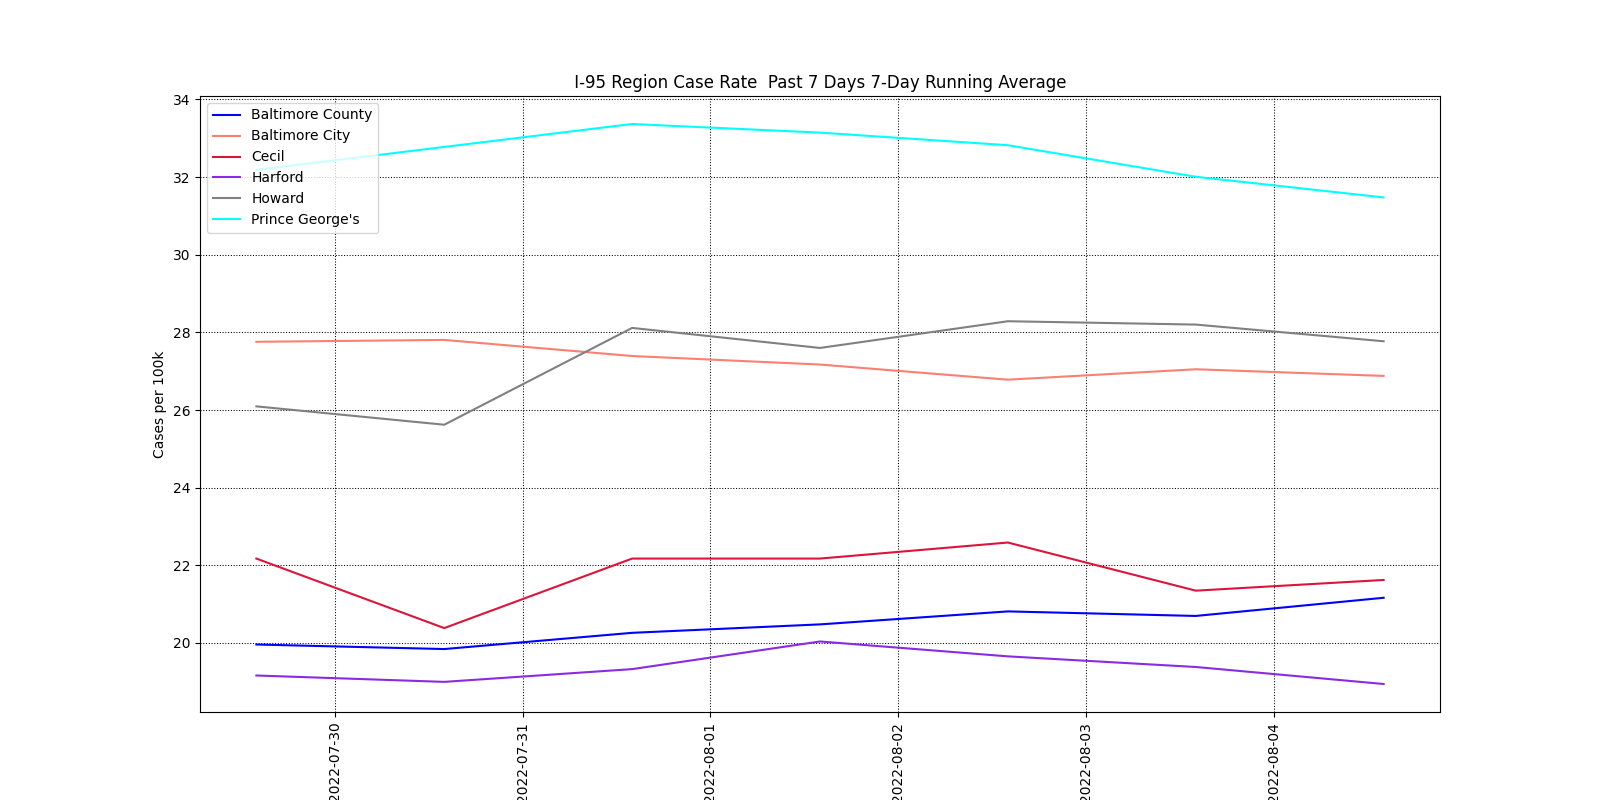 I-95 Region Case Rate  Past 7 Days 7-Day Running Average
34
32
30
28
26
24
22
20
Cases per 100k
Baltimore County
Baltimore City
Cecil
Harford
Howard
Prince George's
2022-07-30
2022-07-31
2022-08-01
2022-08-02
2022-08-03
2022-08-04